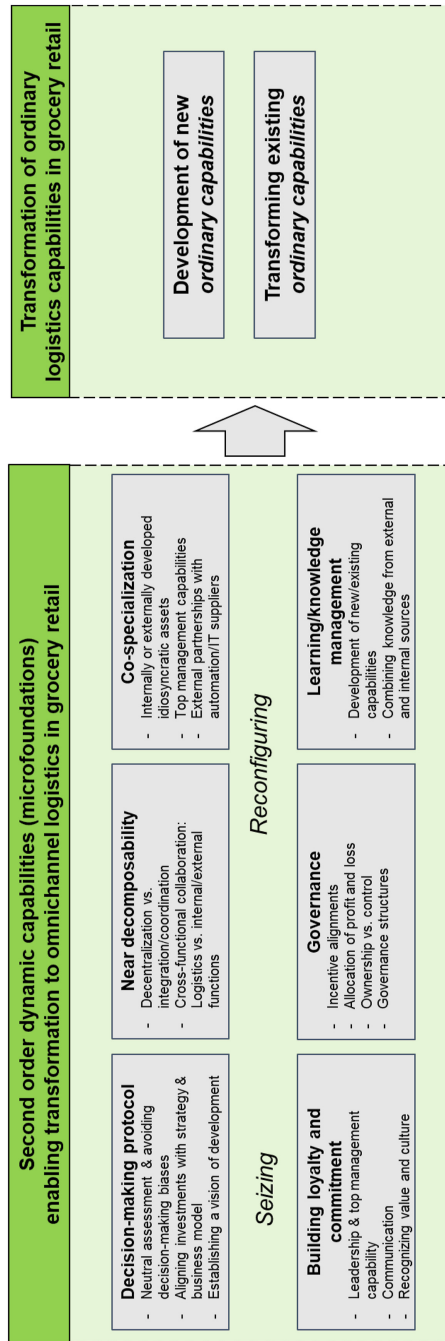 Second order dynamic capabilities (microfoundations)
enabling transformation to omnichannel logistics in grocery retail
Decision-making protocol
- Neutral assessment & avoiding
decision-making biases
- Aligning investments with strategy &
business model
- Establishing a vision of development
Near decomposability
- Decentralization vs.
integration/coordination
- Cross-functional collaboration:
Logistics vs. internal/external
functions
Co-specialization
- Internally or externally developed
idiosyncratic assets
- Top management capabilities
- External partnerships with
automation/IT suppliers
Seizing
Reconfiguring
Building loyalty and
commitment
- Leadership & top management
capability
- Communication
- Recognizing value and culture
Governance
- Incentive alignments
- Allocation of profit and loss
- Ownership vs. control
- Governance structures
Learning/knowledge
management
- Development of new/existing
capabilities
- Combining knowledge from external
and internal sources
Transformation of ordinary
logistics capabilities in grocery retail
Development of new
ordinary capabilities
Transforming existing
ordinary capabilities